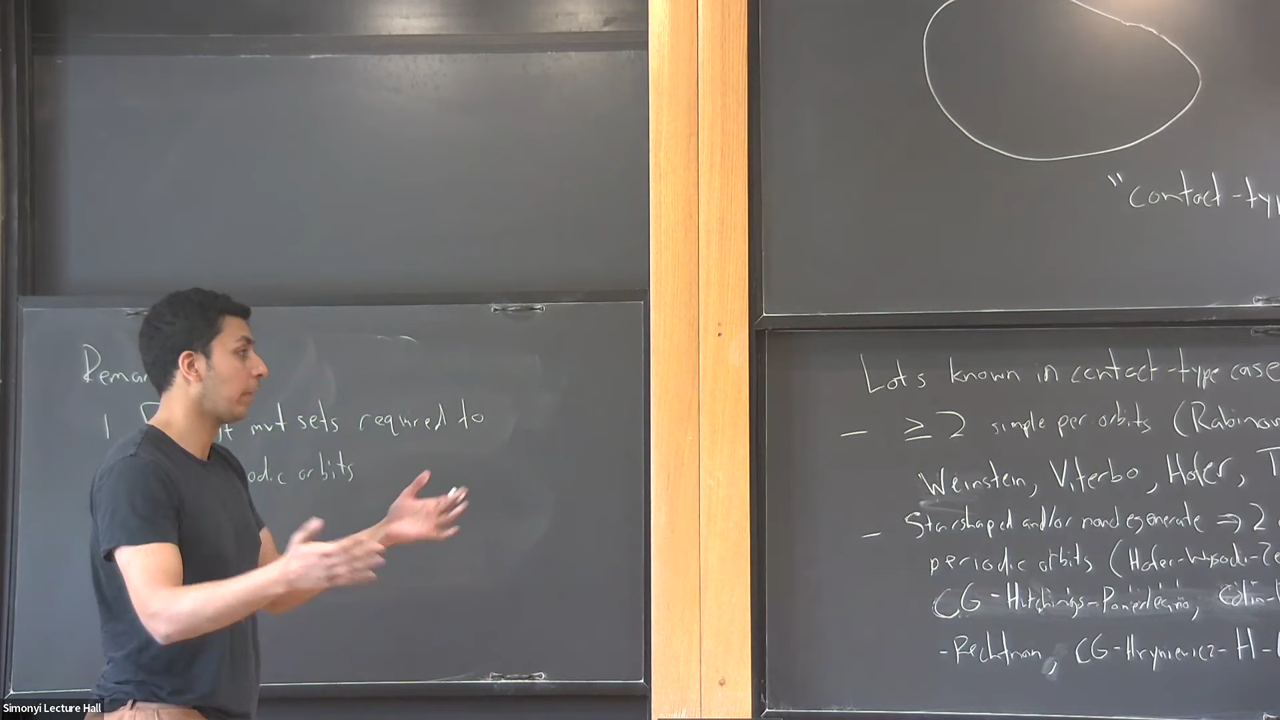 Remar
1 sets required to
odic orbits
"contact-typ
Lots known in contact-type case
- ≥2 simple per orbits (Rabinow
Weinstein, Viterbo, Hofer, T
- Starshaped and/or nondegenerate ⇒ 2
periodic orbits (Hofer-Wysocki-Ze
CG-Hutchings-Pomerleano, Colin-
-Rechtman, CG-Hryniewicz-H-
Simonyi Lecture Hall